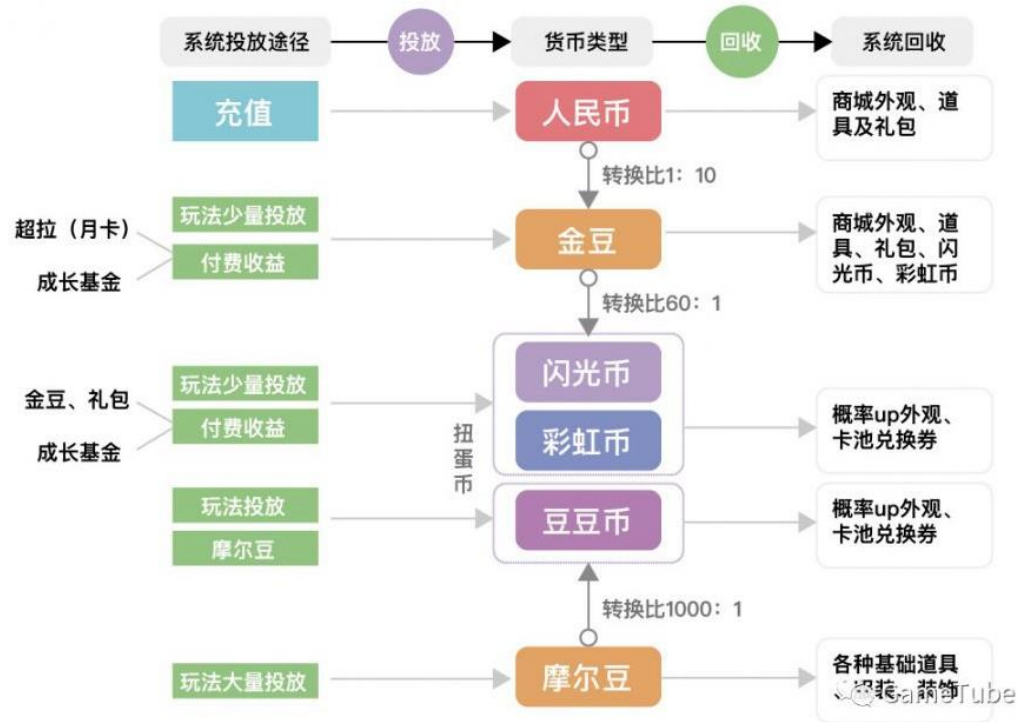 系统投放途径
投放
货币类型
回收
系统回收
充值
人民币
商城外观、道
具及礼包
转换比1：10
超拉（月卡）
成长基金
玩法少量投放
付费收益
金豆
商城外观、道
具、礼包、闪
光币、彩虹币
转换比60：1
金豆、礼包
成长基金
玩法少量投放
付费收益
扭
蛋
币
闪光币
彩虹币
概率up外观、
卡池兑换券
玩法投放
摩尔豆
豆豆币
概率up外观、
卡池兑换券
转换比1000：1
玩法大量投放
摩尔豆
各种基础道具
、服装、装饰
GameTube